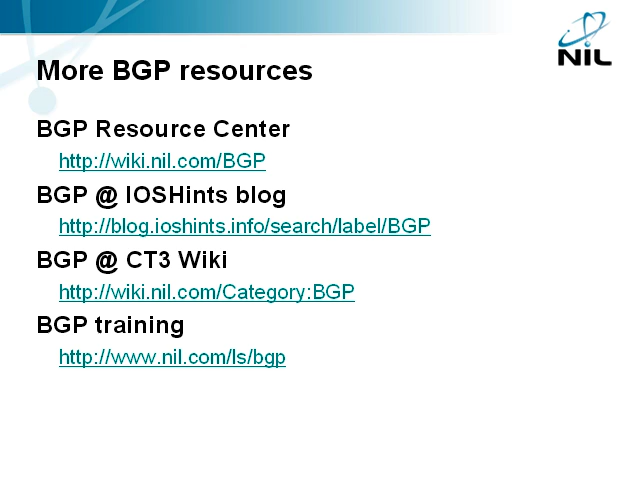 NIL
More BGP resources
BGP Resource Center
http://wiki.nil.com/BGP
BGP @ IOSHints blog
http://blog.ioshints.info/search/label/BGP
BGP @ CT3 Wiki
http://wiki.nil.com/Category:BGP
BGP training
http://www.nil.com/ls/bgp